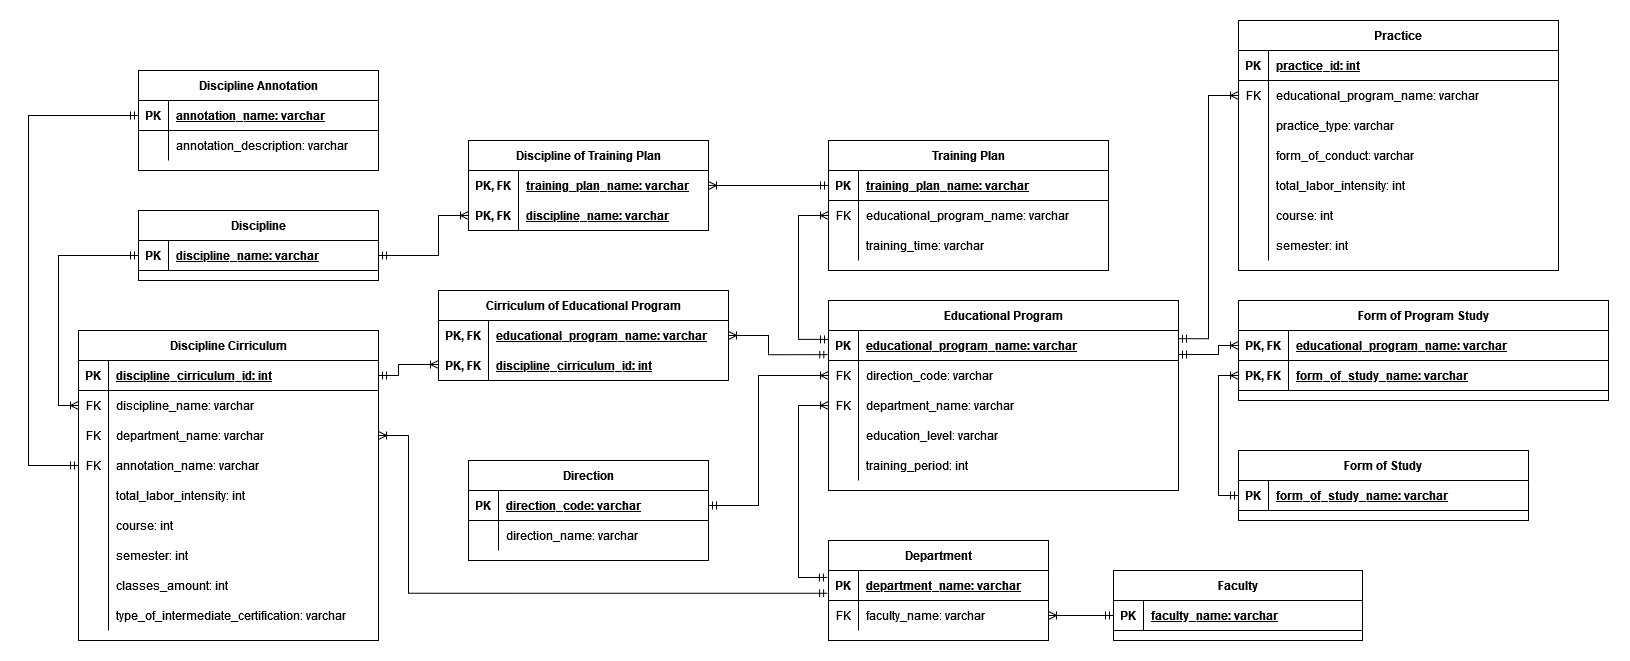 Discipline Annotation
PK annotation_name: varchar
annotation_description: varchar
Discipline
PK discipline_name: varchar
Discipline Cirriculum
PK discipline_cirriculum_id: int
FK discipline_name: varchar
FK department_name: varchar
FK annotation_name: varchar
total_labor_intensity: int
course: int
semester: int
classes_amount: int
type_of_intermediate_certification: varchar
Discipline of Training Plan
PK, FK training_plan_name: varchar
PK, FK discipline_name: varchar
Cirriculum of Educational Program
PK, FK educational_program_name: varchar
PK, FK discipline_cirriculum_id: int
Direction
PK direction_code: varchar
direction_name: varchar
Training Plan
PK training_plan_name: varchar
FK educational_program_name: varchar
training_time: varchar
Educational Program
PK educational_program_name: varchar
FK direction_code: varchar
FK department_name: varchar
education_level: varchar
training_period: int
Department
PK department_name: varchar
FK faculty_name: varchar
Faculty
PK faculty_name: varchar
Practice
PK practice_id: int
FK educational_program_name: varchar
practice_type: varchar
form_of_conduct: varchar
total_labor_intensity: int
course: int
semester: int
Form of Program Study
PK, FK educational_program_name: varchar
PK, FK form_of_study_name: varchar
Form of Study
PK form_of_study_name: varchar